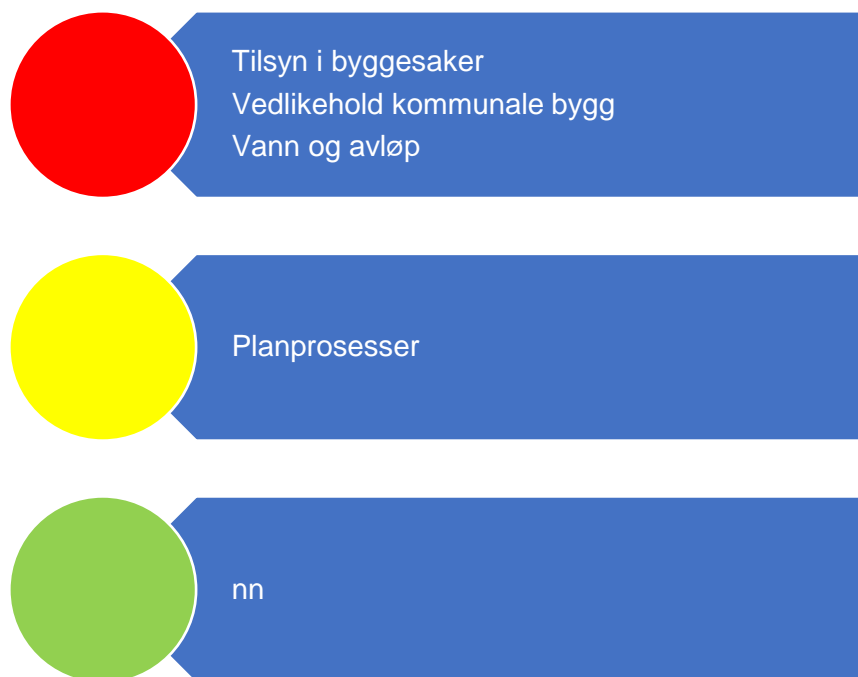 Tilsyn i byggesaker
Vedlikehold kommunale bygg
Vann og avløp
Planprosesser
nn